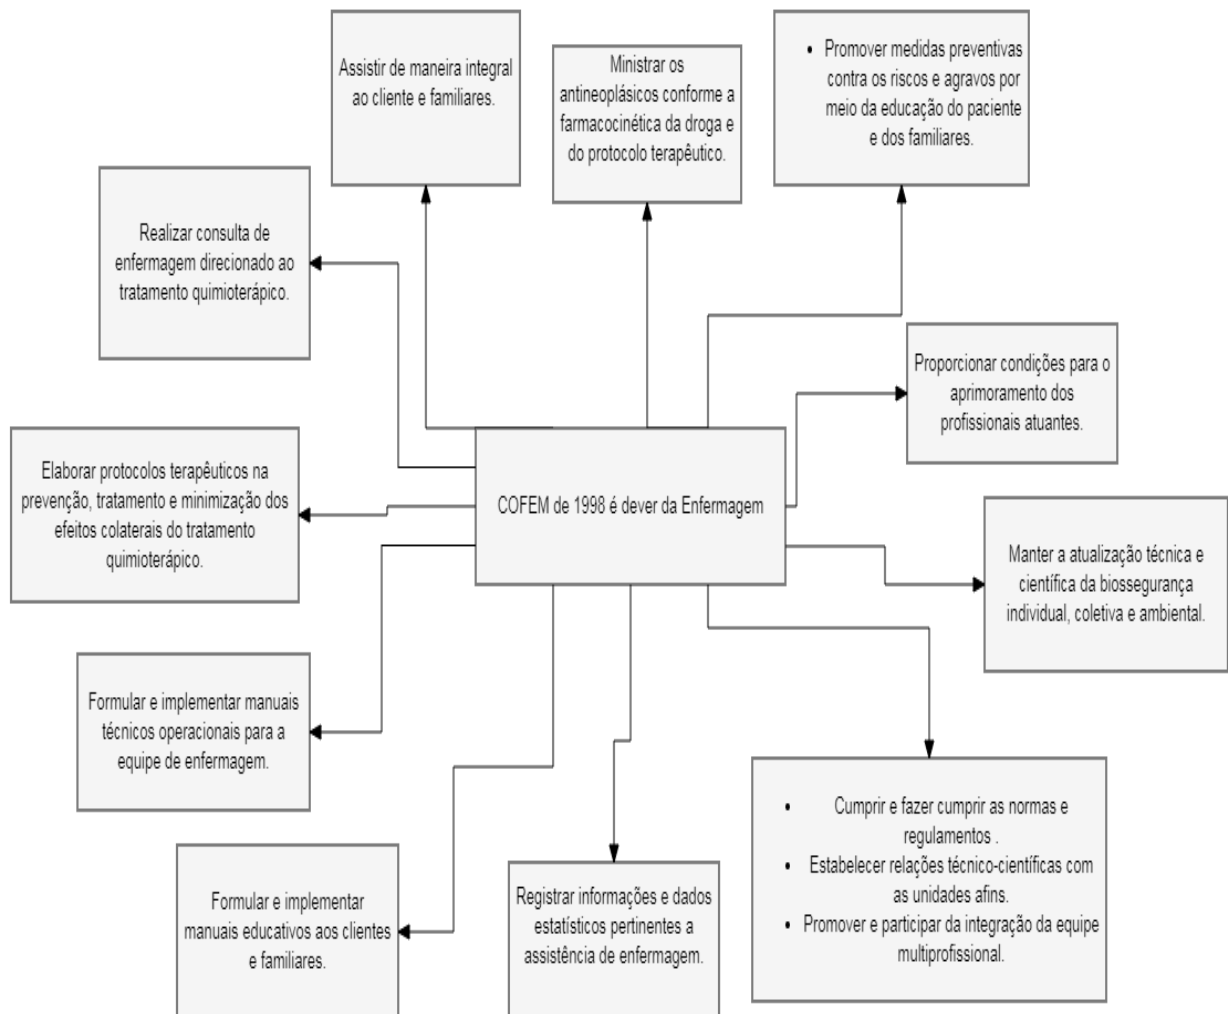 Assistir de maneira integral
ao cliente e familiares.
Ministrar os
antineoplásicos conforme a
farmacocinética da droga e
do protocolo terapêutico.
• Promover medidas preventivas
contra os riscos e agravos por
meio da educação do paciente
e dos familiares.
Realizar consulta de
enfermagem direcionado ao
tratamento quimioterápico.
Proporcionar condições para o
aprimoramento dos
profissionais atuantes.
Elaborar protocolos terapêuticos na
prevenção, tratamento e minimização dos
efeitos colaterais do tratamento
quimioterápico.
COFEM de 1998 é dever da Enfermagem
Manter a atualização técnica e
científica da biossegurança
individual, coletiva e ambiental.
Formular e implementar manuais
técnicos operacionais para a
equipe de enfermagem.
• Cumprir e fazer cumprir as normas e
regulamentos .
• Estabelecer relações técnico-científicas com
as unidades afins.
• Promover e participar da integração da equipe
multiprofissional.
Formular e implementar
manuais educativos aos clientes
e familiares.
Registrar informações e dados
estatísticos pertinentes a
assistência de enfermagem.